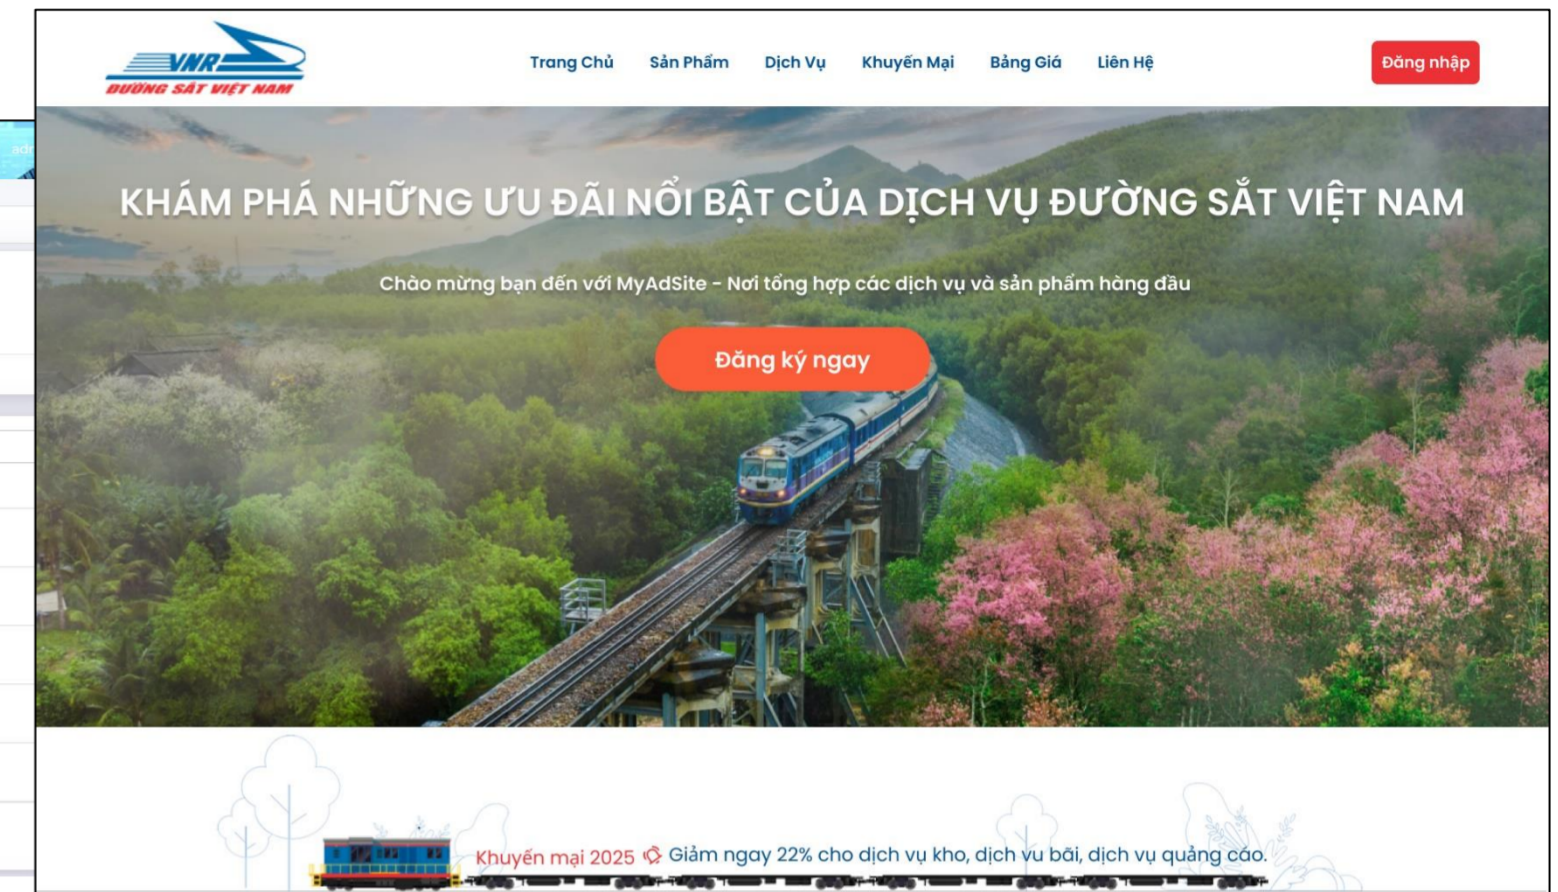 VNR
ĐƯỜNG SẮT VIỆT NAM
Trang Chủ Sản Phẩm Dịch Vụ Khuyến Mại Bảng Giá Liên Hệ
Đăng nhập
KHÁM PHÁ NHỮNG ƯU ĐÃI NỔI BẬT CỦA DỊCH VỤ ĐƯỜNG SẮT VIỆT NAM
Chào mừng bạn đến với MyAdSite - Nơi tổng hợp các dịch vụ và sản phẩm hàng đầu
Đăng ký ngay
Khuyến mại 2025 Giảm ngay 22% cho dịch vụ kho, dịch vu bãi, dịch vụ quảng cáo.